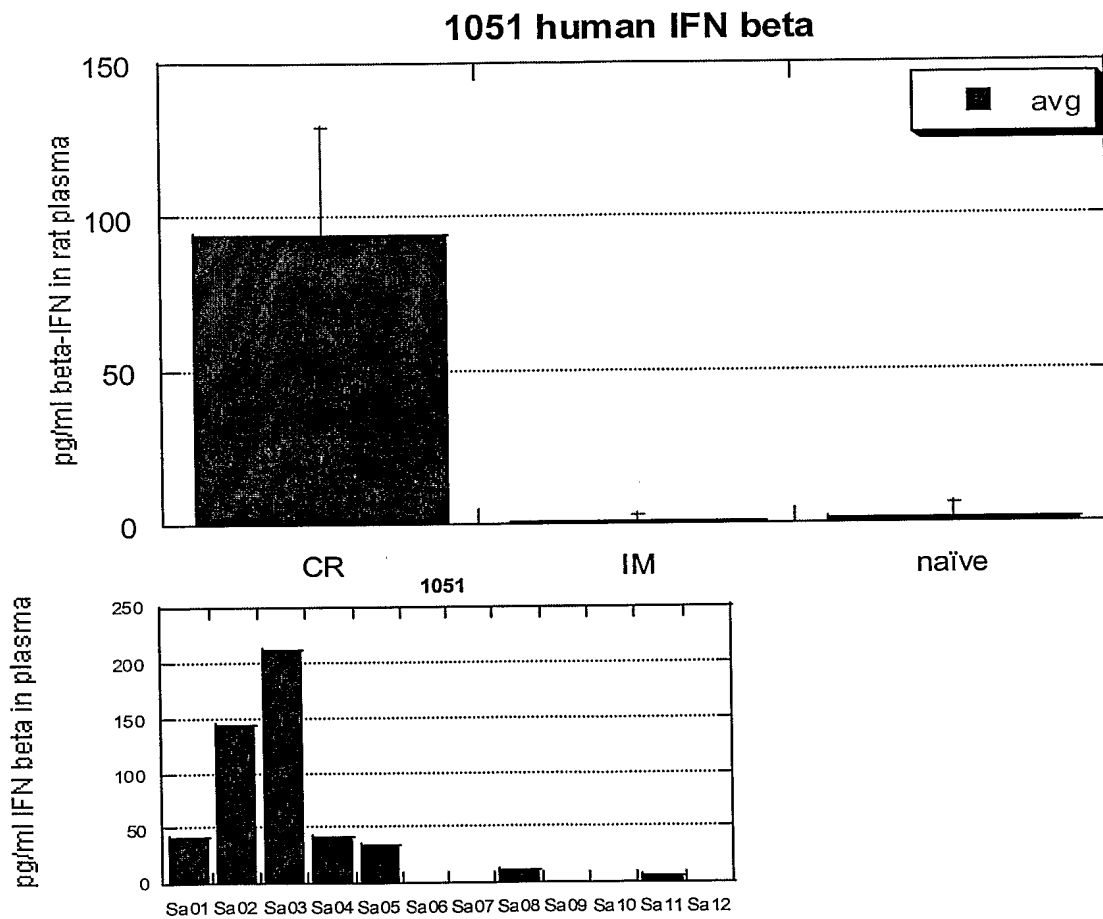 1051 human IFN beta
pg/ml beta-IFN in rat plasma
150
100
50
0
avg
CR
IM
naïve
1051
pg/ml IFN beta in plasma
250
200
150
100
50
0
Sa01 Sa02 Sa03 Sa04 Sa05 Sa06 Sa07 Sa08 Sa09 Sa10 Sa11 Sa12